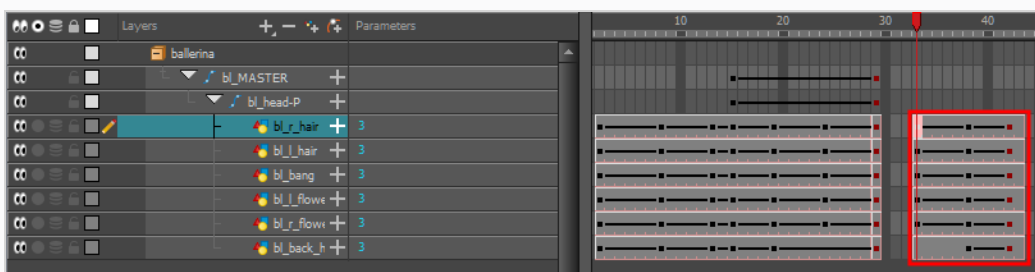 Layers Parameters 10 20 30 40
ballerina
bl_MASTER
bl_head-P
bl_r_hair 3
bl_l_hair 3
bl_bang 3
bl_l_flowe 3
bl_r_flowe 3
bl_back_h 3